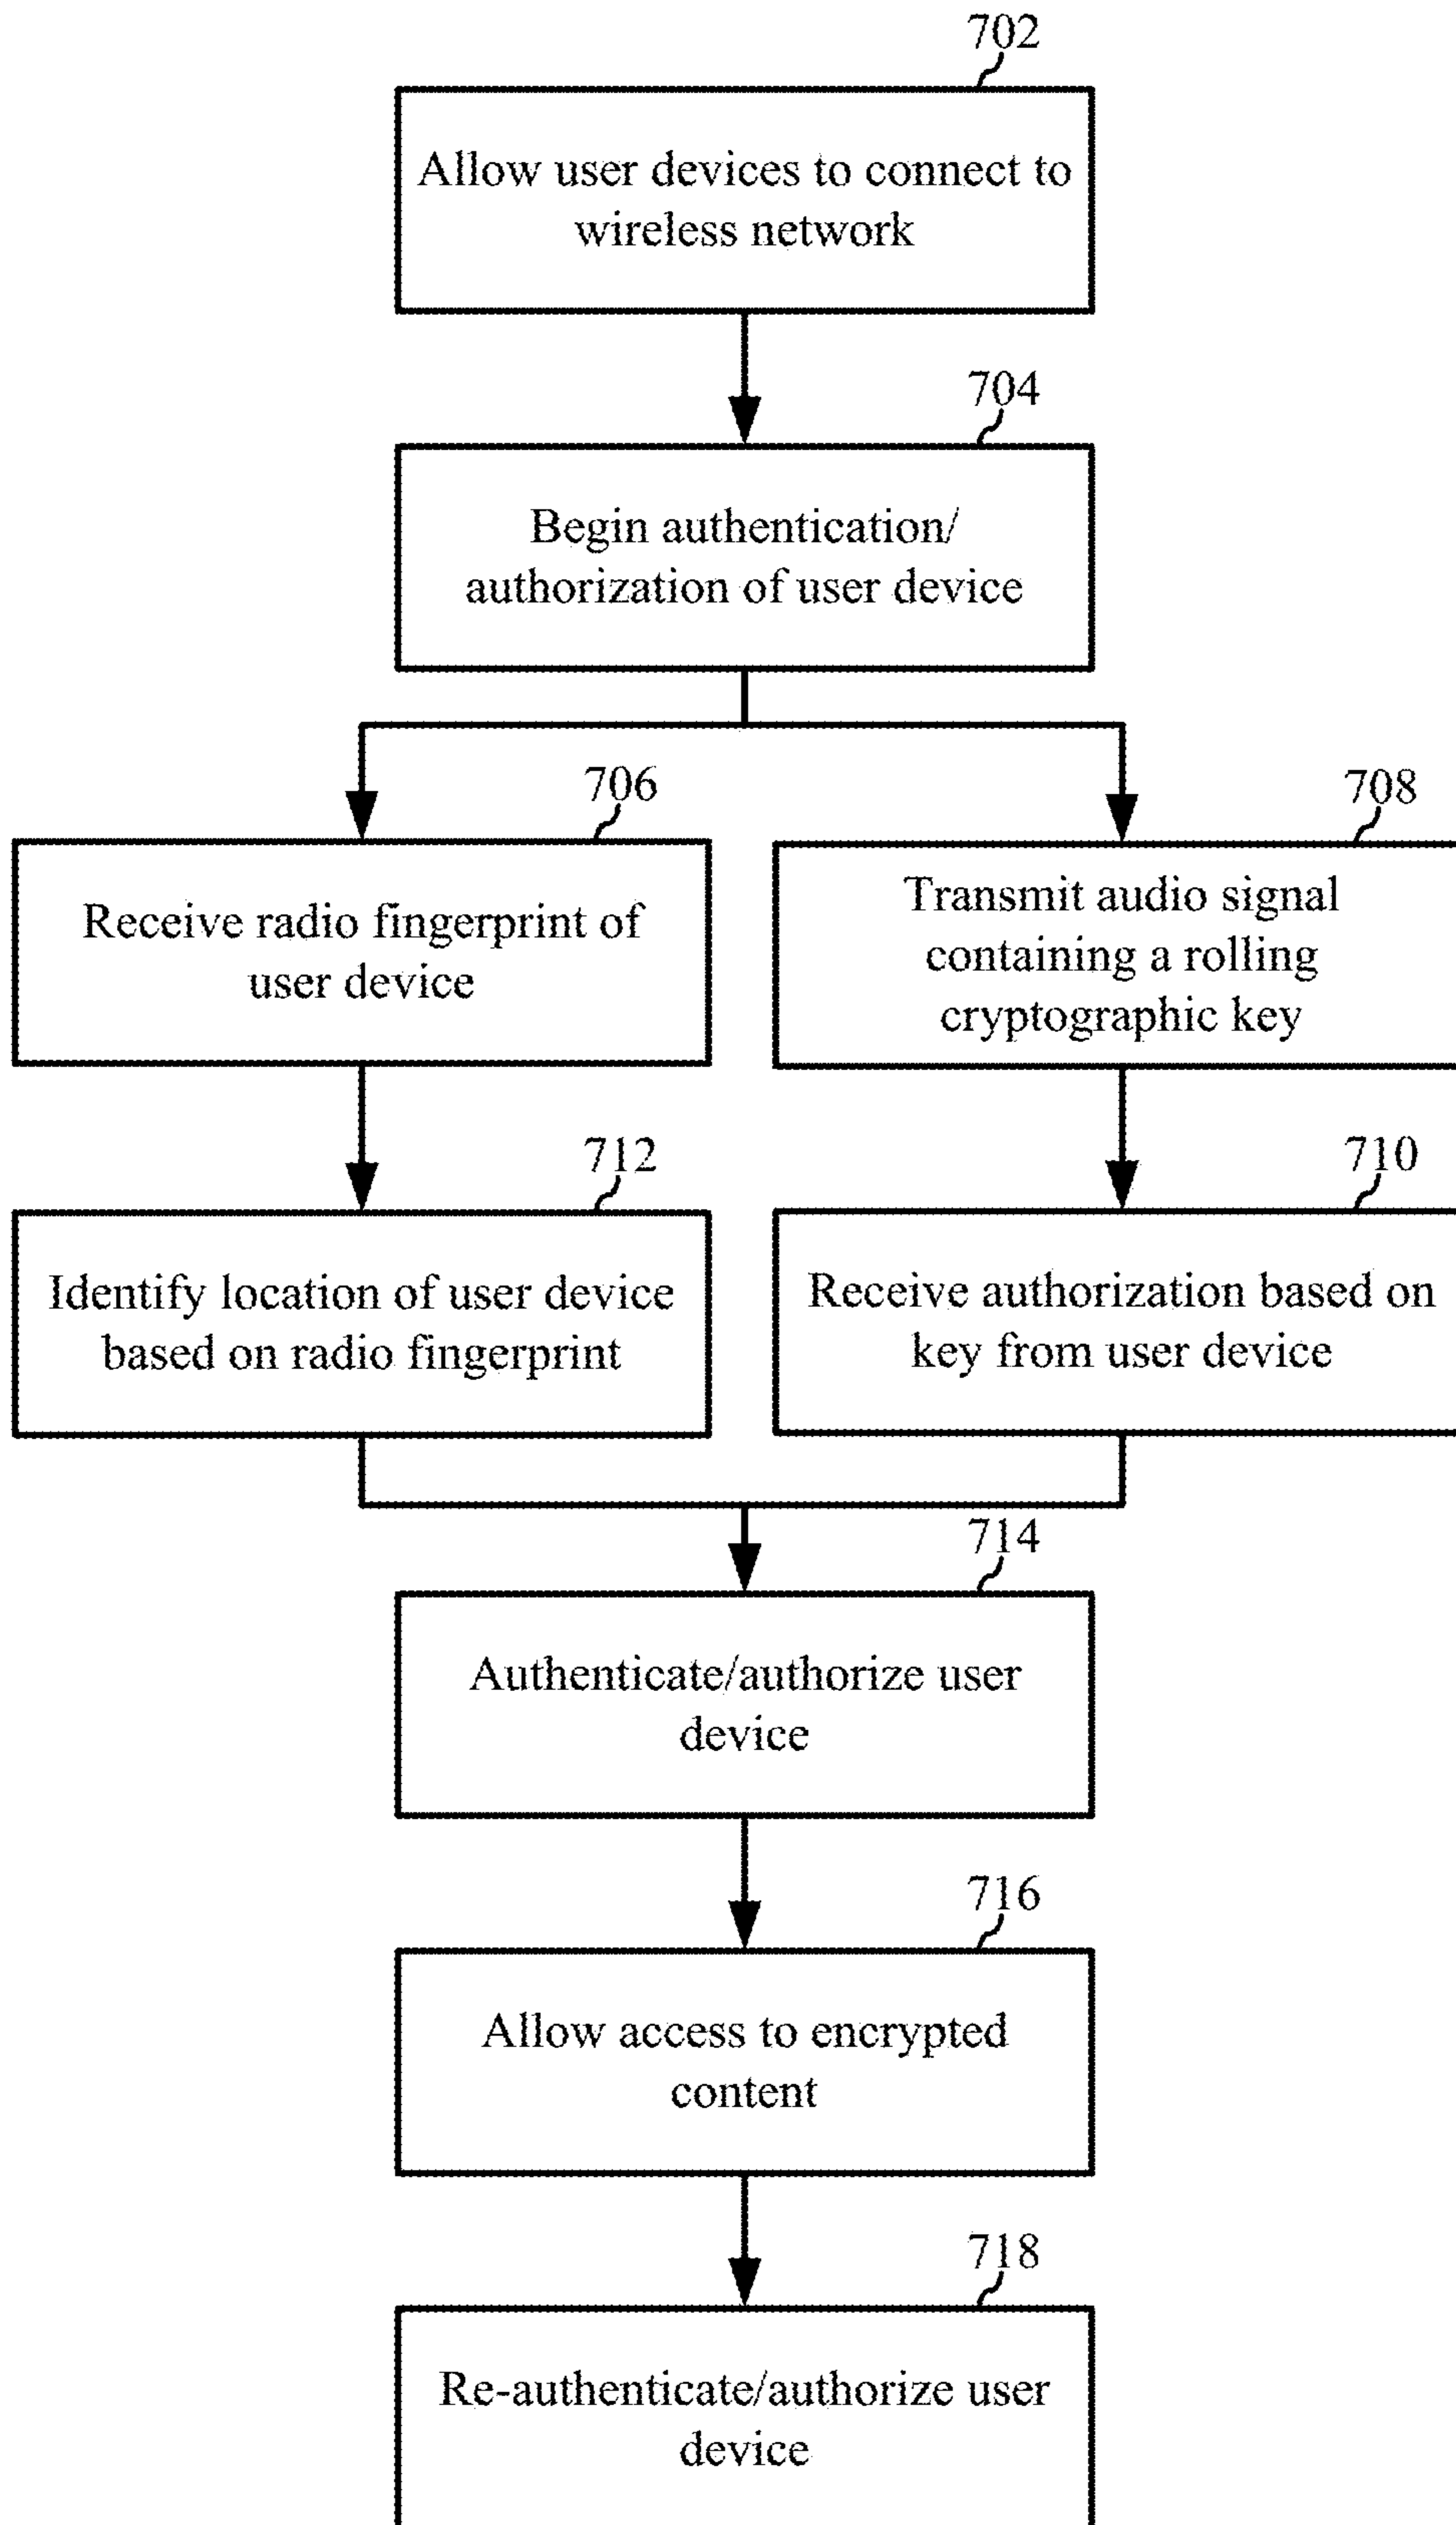 702
Allow user devices to connect to
wireless network
704
Begin authentication/
authorization of user device
706
Receive radio fingerprint of
user device
708
Transmit audio signal
containing a rolling
cryptographic key
712
Identify location of user device
based on radio fingerprint
710
Receive authorization based on
key from user device
714
Authenticate/authorize user
device
716
Allow access to encrypted
content
718
Re-authenticate/authorize user
device